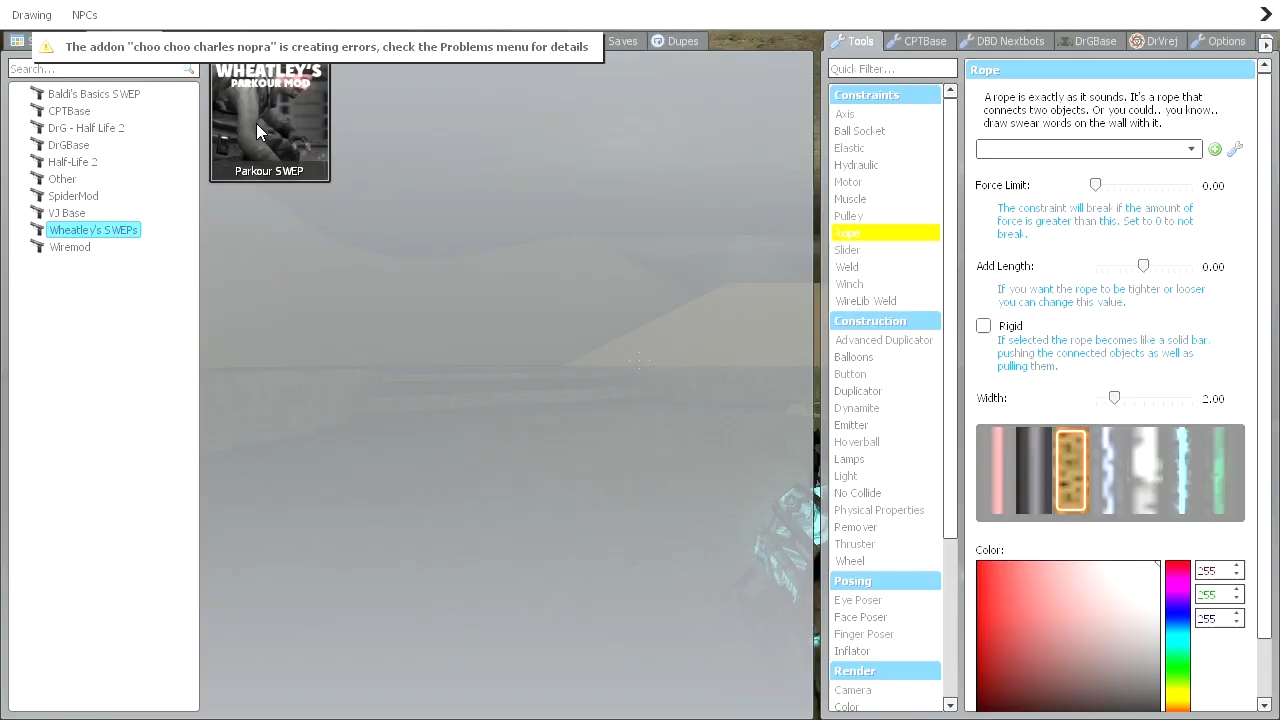 Drawing NPCs
The addon "choo choo charles nopra" is creating errors, check the Problems menu for details
Saves Dupes
Search...
Baldi's Basics SWEP
CPTBase
DrG - Half Life 2
DrGBase
Half-Life 2
Other
SpiderMod
VJ Base
Wheatley's SWEPs
Wiremod
WHEATLEY'S
PARKOUR MOD
Parkour SWEP
Tools CPTBase DBD Nextbots DrGBase DrVrej Options
Quick Filter...
Constraints
Axis
Ball Socket
Elastic
Hydraulic
Motor
Muscle
Pulley
Rope
Slider
Weld
Winch
WireLib Weld
Construction
Advanced Duplicator
Balloons
Button
Duplicator
Dynamite
Emitter
Hoverball
Lamps
Light
No Collide
Physical Properties
Remover
Thruster
Wheel
Posing
Eye Poser
Face Poser
Finger Poser
Inflator
Render
Camera
Color
Rope
A rope is exactly as it sounds. It's a rope that
connects two objects. Or you could.. you know..
draw swear words on the wall with it.
Force Limit: 0.00
The constraint will break if the amount of
force is greater than this. Set to 0 to not
break.
Add Length: 0.00
If you want the rope to be tighter or looser
you can change this value.
Rigid
If selected the rope becomes like a solid bar,
pushing the connected objects as well as
pulling them.
Width: 2.00
Color:
255
255
255